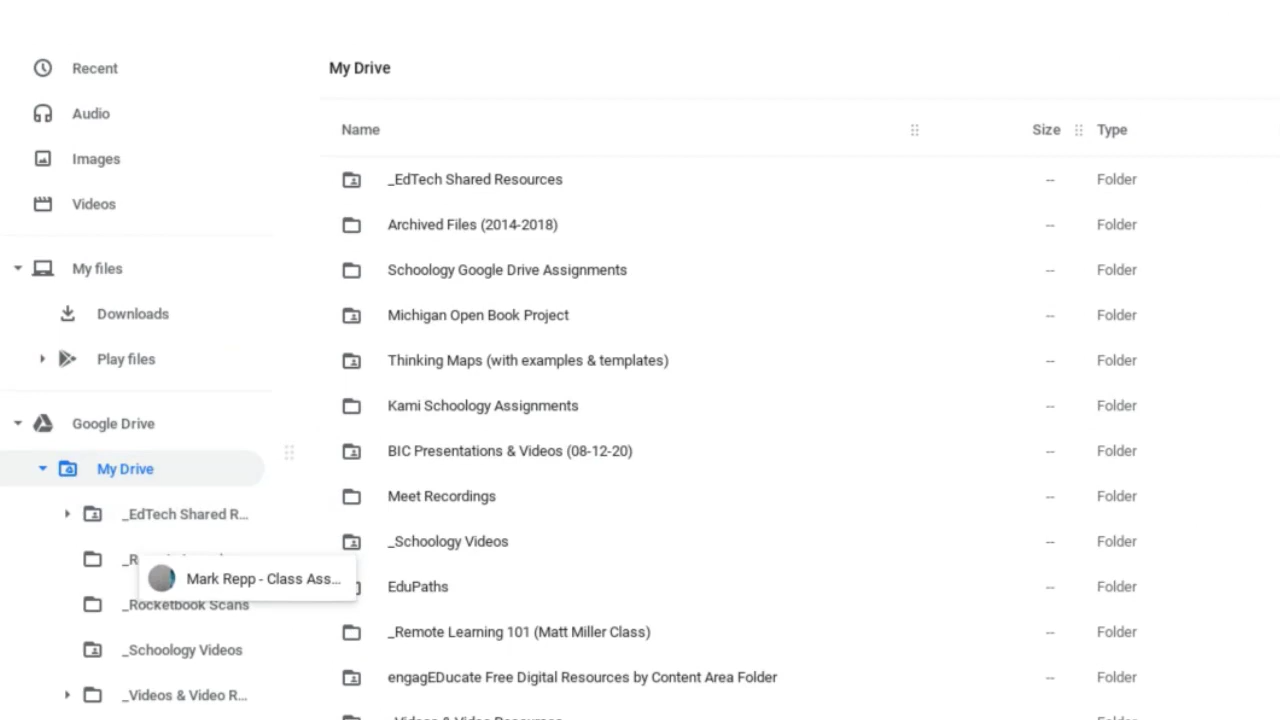 Recent
Audio
Images
Videos
My files
Downloads
Play files
Google Drive
My Drive
_EdTech Shared R...
_R
Mark Repp - Class Ass...
_Rocketbook Scans
_Schoology Videos
_Videos & Video R...
My Drive
Name Size Type
_EdTech Shared Resources -- Folder
Archived Files (2014-2018) -- Folder
Schoology Google Drive Assignments -- Folder
Michigan Open Book Project -- Folder
Thinking Maps (with examples & templates) -- Folder
Kami Schoology Assignments -- Folder
BIC Presentations & Videos (08-12-20) -- Folder
Meet Recordings -- Folder
_Schoology Videos -- Folder
EduPaths -- Folder
_Remote Learning 101 (Matt Miller Class) -- Folder
engagEDucate Free Digital Resources by Content Area Folder -- Folder